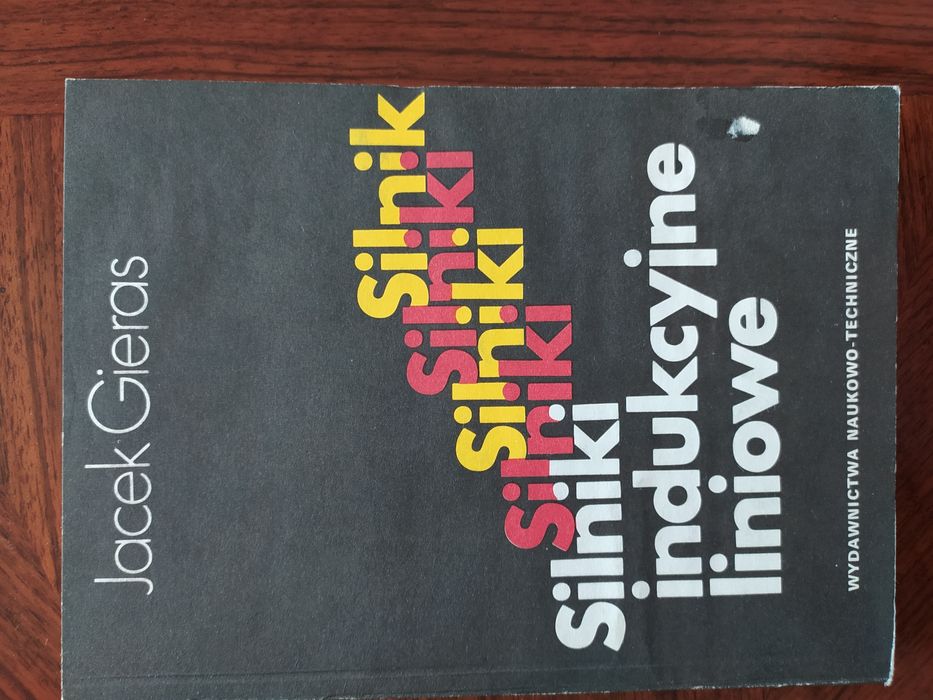 Jacek Gieras
Silnik
Silniki
Silniki
Silniki
Silniki
indukcyjne
liniowe
WYDAWNICTWA NAUKOWO-TECHNICZNE